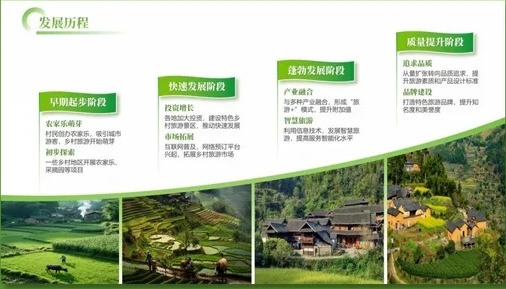 发展历程
早期起步阶段
农家乐萌芽
村民创办农家乐，吸引城市
游客，乡村旅游开始萌芽
初步探索
一些乡村地区开展农家乐、
采摘园等项目
快速发展阶段
投资增长
各地加大投资，建设特色乡
村旅游景区，推动快速发展
市场拓展
互联网普及，网络预订平台
兴起，拓展乡村旅游市场
蓬勃发展阶段
产业融合
与多种产业融合，形成“旅
游+”模式，提升附加值
智慧旅游
利用信息技术，发展智慧旅
游，提高服务智能化水平
质量提升阶段
追求品质
从量扩张转向品质追求，提
升旅游素质和产品设计标准
品牌建设
打造特色旅游品牌，提升知
名度和美誉度